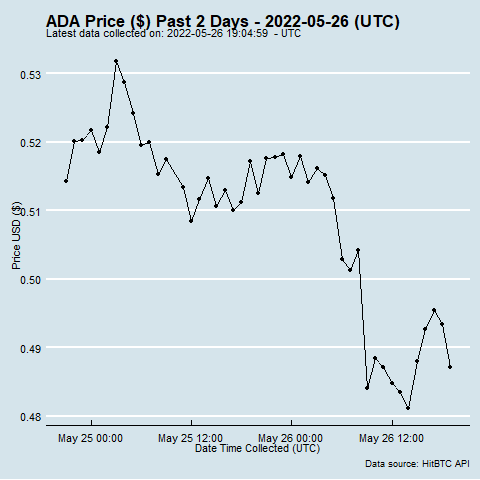 ADA Price ($) Past 2 Days - 2022-05-26 (UTC)
Latest data collected on: 2022-05-26 19:04:59 - UTC
0.53
0.52
0.51
0.50
0.49
0.48
Price USD ($)
May 25 00:00 May 25 12:00 May 26 00:00 May 26 12:00
Date Time Collected (UTC)
Data source: HitBTC API